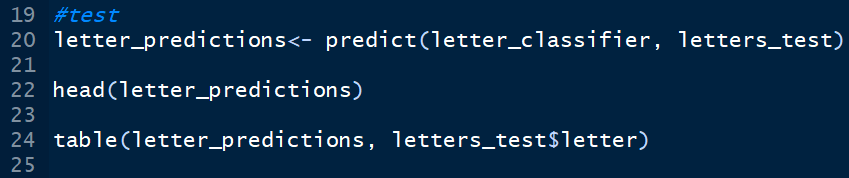 19 #test
20 letter_predictions<- predict(letter_classifier, letters_test)
21
22 head(letter_predictions)
23
24 table(letter_predictions, letters_test$letter)
25